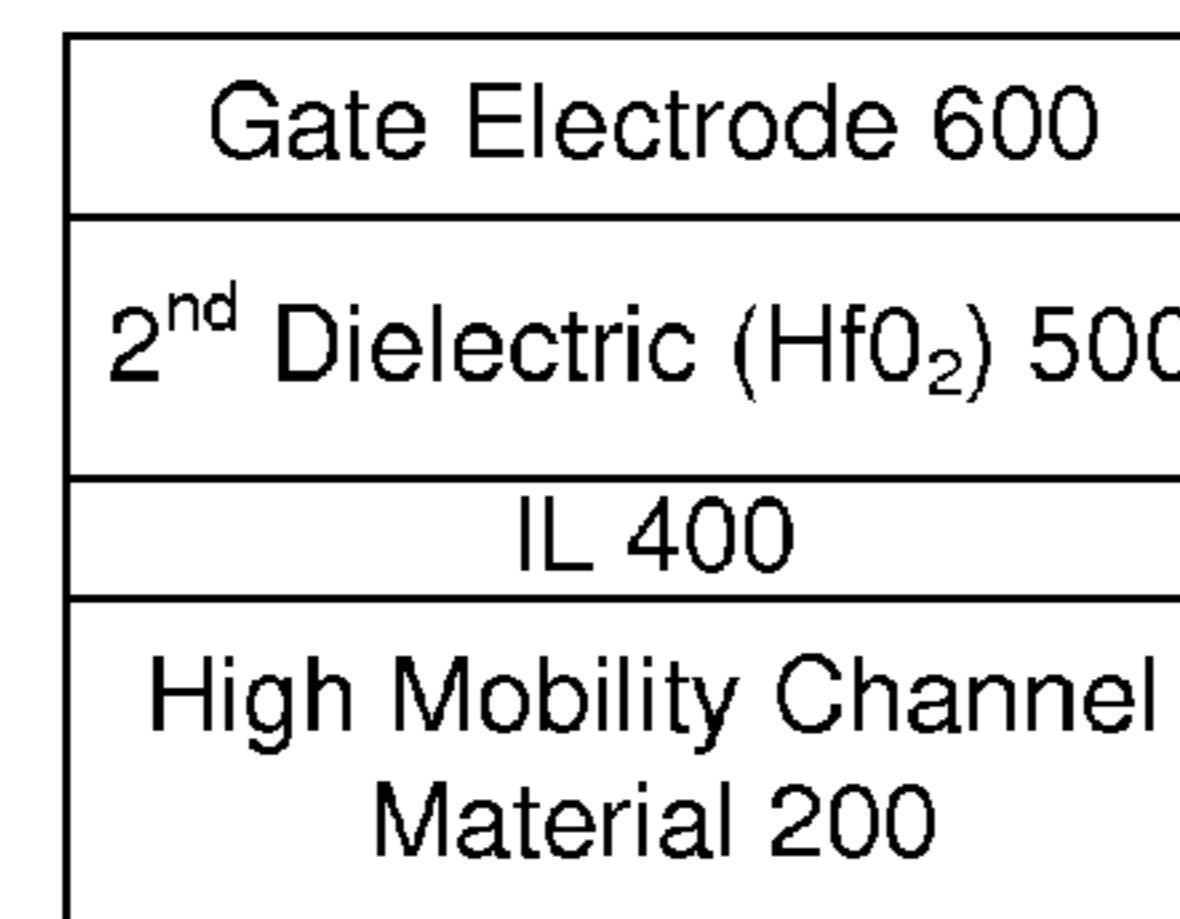 Gate Electrode 600
2nd Dielectric (Hf0₂) 500
IL 400
High Mobility Channel
Material 200